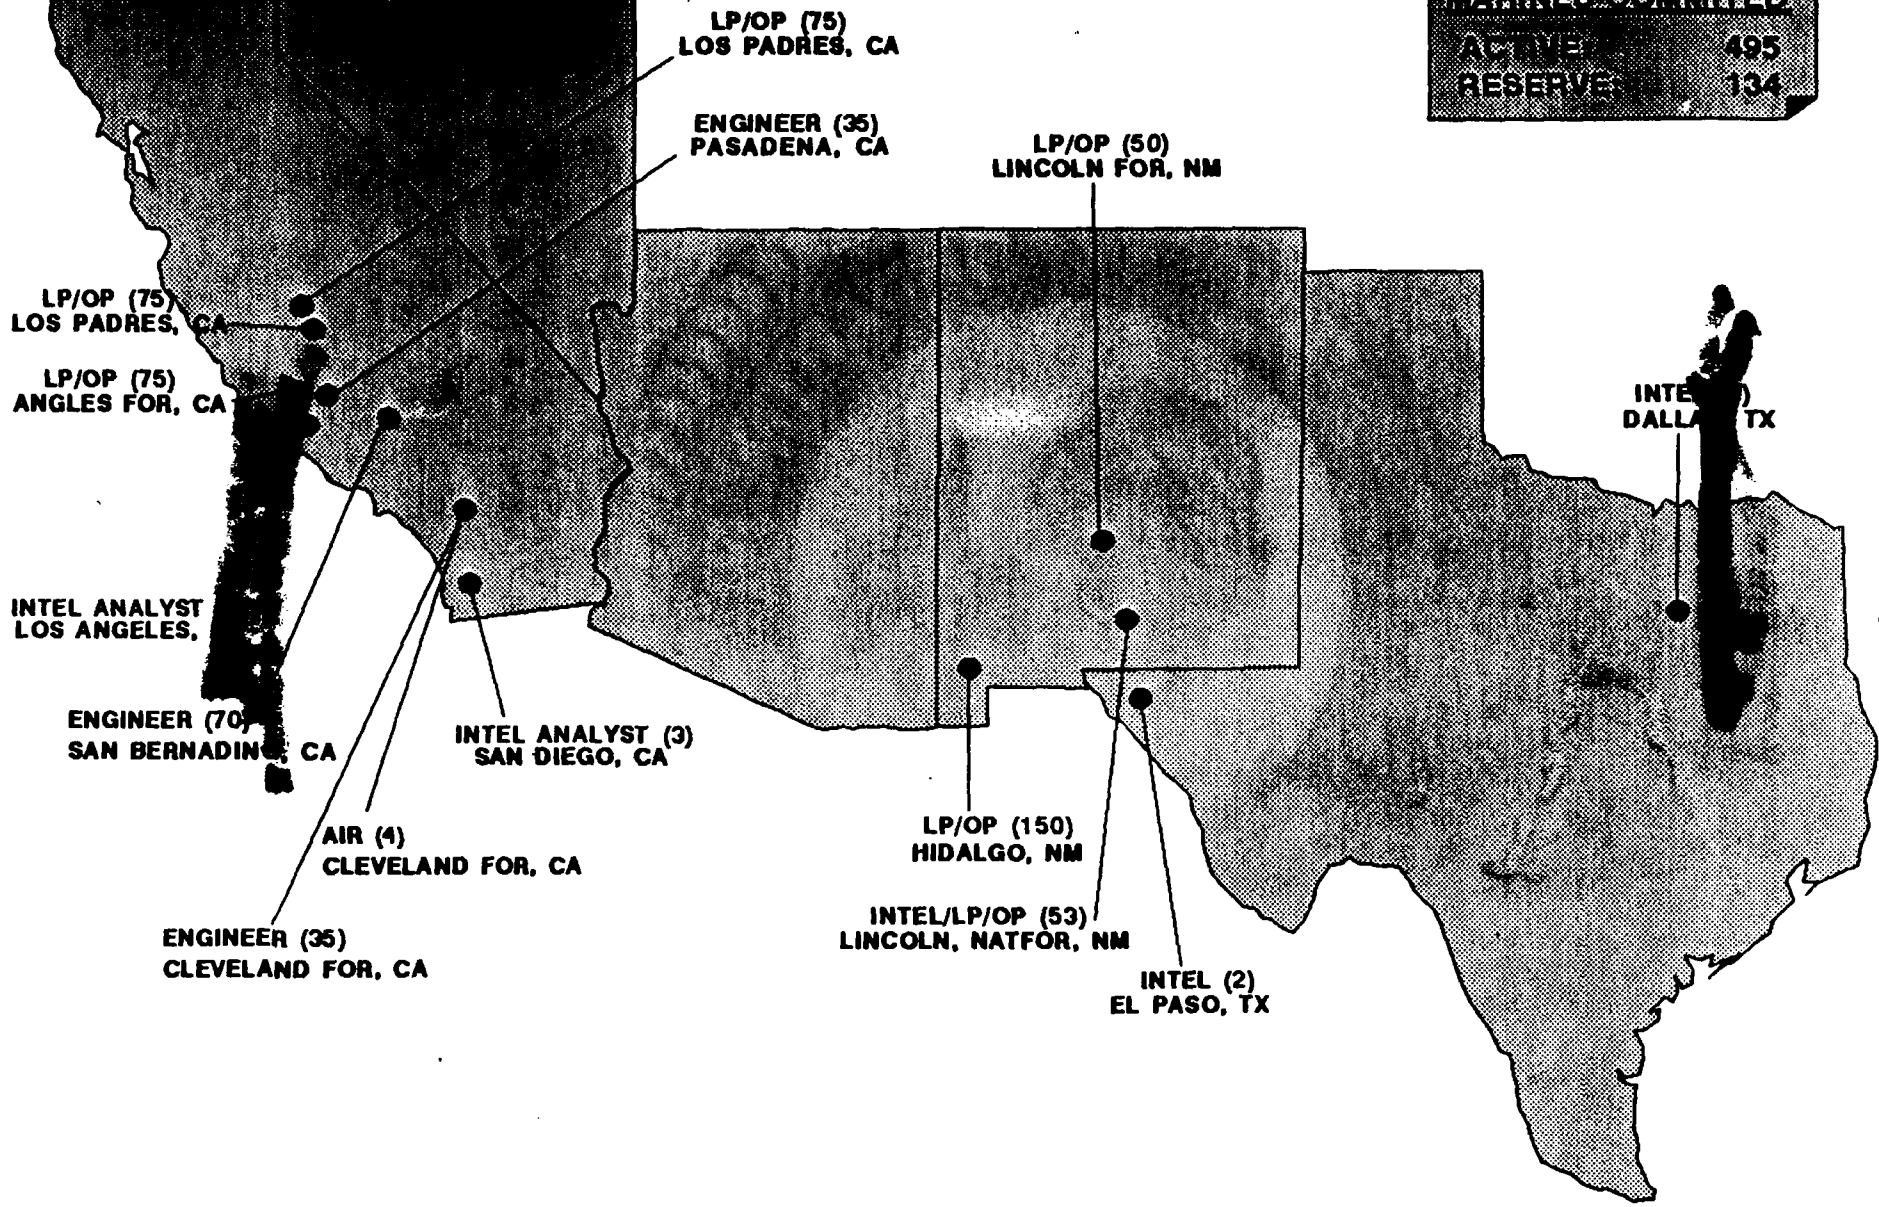 LP/OP (75)
LOS PADRES, CA
MARINES COMMITTED
ACTIVE: 495
RESERVE: 134
ENGINEER (35)
PASADENA, CA
LP/OP (50)
LINCOLN FOR, NM
LP/OP (75)
LOS PADRES, CA
LP/OP (75)
ANGLES FOR, CA
DALLA TX
INTEL ANALYST
LOS ANGELES,
ENGINEER (70)
SAN BERNADIN , CA
INTEL ANALYST (3)
SAN DIEGO, CA
AIR (4)
CLEVELAND FOR, CA
LP/OP (150)
HIDALGO, NM
ENGINEER (35)
CLEVELAND FOR, CA
INTEL/LP/OP (53)
LINCOLN, NATFOR, NM
INTEL (2)
EL PASO, TX